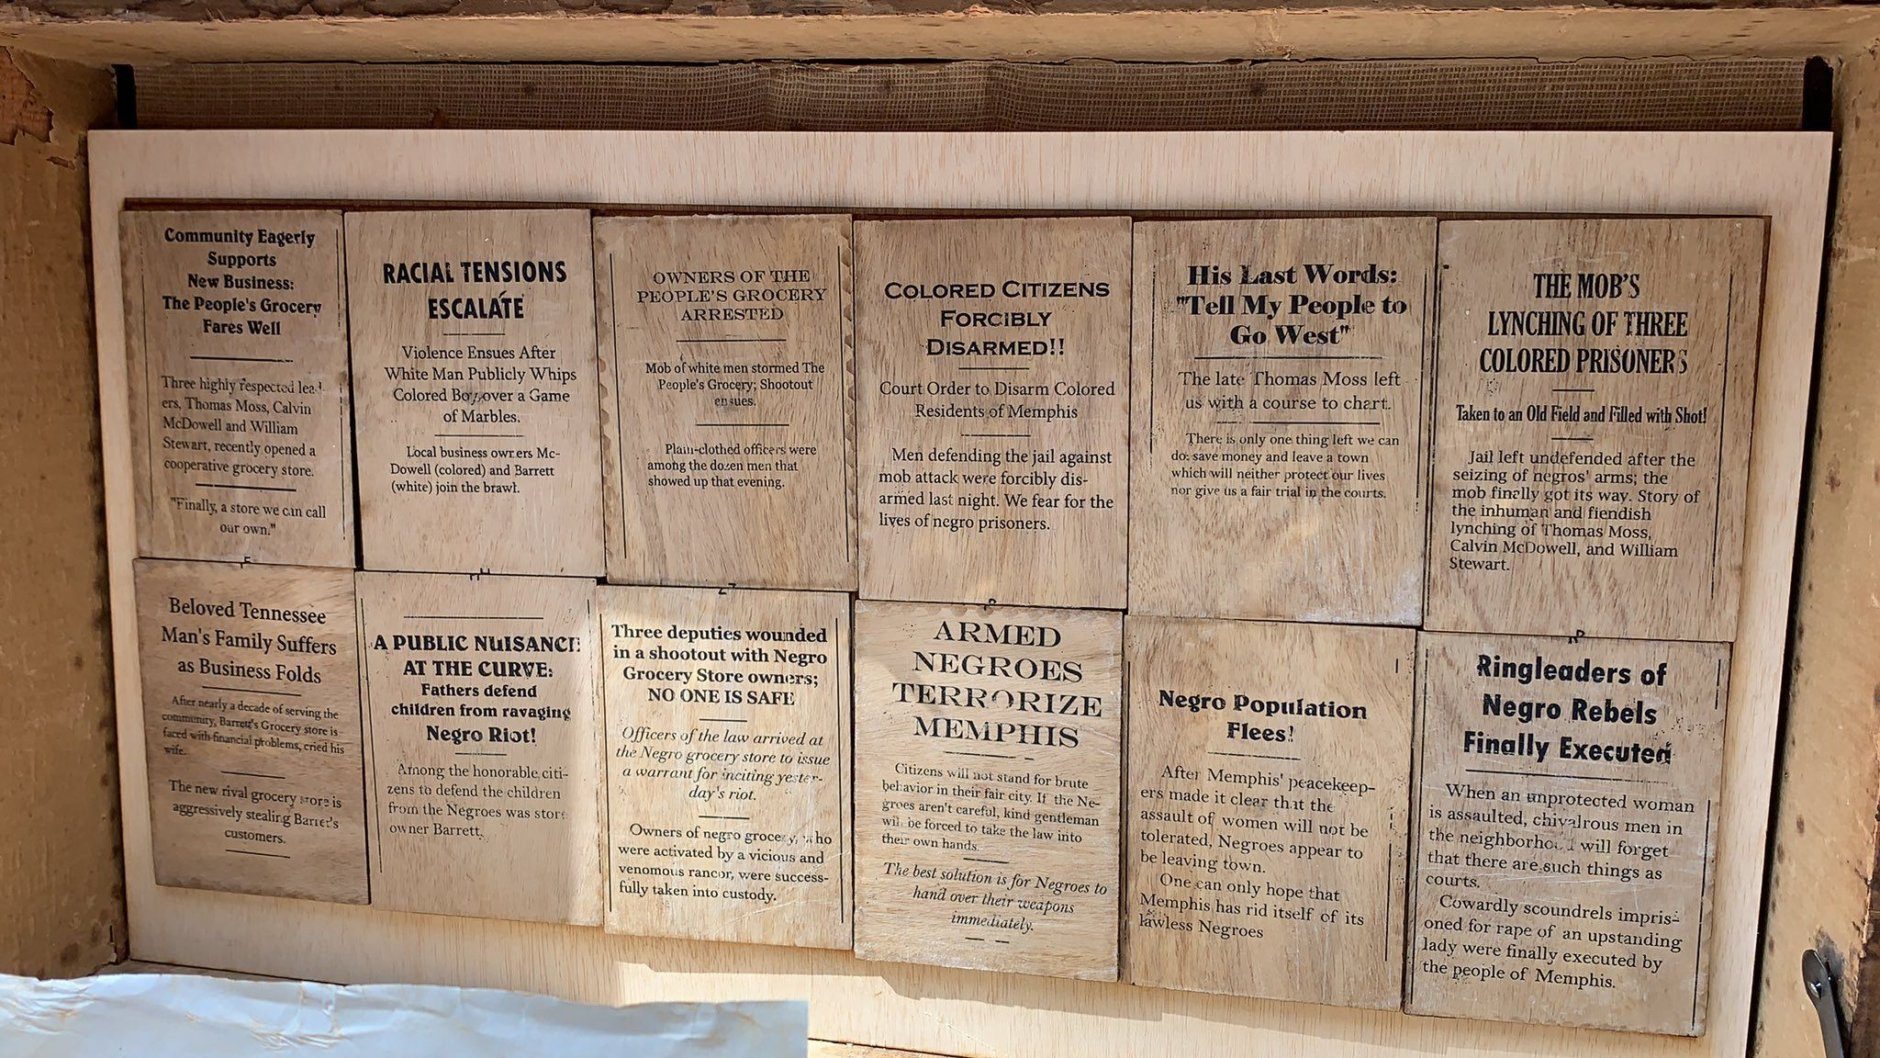 Community Eagerly
Supports
New Business:
The People's Grocery
Fares Well
Three highly respected lead-
ers, Thomas Moss, Calvin
McDowell and William
Stewart, recently opened a
cooperative grocery store.
"Finally, a store we can call
our own."
RACIAL TENSIONS
ESCALATE
Violence Ensues After
White Man Publicly Whips
Colored Boy over a Game
of Marbles.
Local business owners Mc-
Dowell (colored) and Barrett
(white) join the brawl.
OWNERS OF THE
PEOPLE'S GROCERY
ARRESTED
Mob of white men stormed The
People's Grocery; Shootout
ensues.
Plain-clothed officers were
among the dozen men that
showed up that evening.
COLORED CITIZENS
FORCIBLY
DISARMED!!
Court Order to Disarm Colored
Residents of Memphis
Men defending the jail against
mob attack were forcibly dis-
armed last night. We fear for the
lives of negro prisoners.
His Last Words:
"Tell My People to
Go West"
The late Thomas Moss left
us with a course to chart.
There is only one thing left we can
do: save money and leave a town
which will neither protect our lives
nor give us a fair trial in the courts.
THE MOB'S
LYNCHING OF THREE
COLORED PRISONERS
Taken to an Old Field and Filled with Shot!
Jail left undefended after the
seizing of negros' arms; the
mob finally got its way. Story of
the inhuman and fiendish
lynching of Thomas Moss,
Calvin McDowell, and William
Stewart.
Beloved Tennessee
Man's Family Suffers
as Business Folds
After nearly a decade of serving the
community, Barrett's Grocery store is
faced with financial problems, cried his
wife.
The new rival grocery store is
aggressively stealing Barret's
customers.
A PUBLIC NUISANCE
AT THE CURVE:
Fathers defend
children from ravaging
Negro Riot!
Among the honorable citi-
zens to defend the children
from the Negroes was store
owner Barrett.
Three deputies wounded
in a shootout with Negro
Grocery Store owners;
NO ONE IS SAFE
Officers of the law arrived at
the Negro grocery store to issue
a warrant for inciting yester-
day's riot.
Owners of negro grocery, who
were activated by a vicious and
venomous rancor, were success-
fully taken into custody.
ARMED
NEGROES
TERRORIZE
MEMPHIS
Citizens will not stand for brute
behavior in their fair city. If the Ne-
groes aren't careful, kind gentleman
will be forced to take the law into
their own hands.
The best solution is for Negroes to
hand over their weapons
immediately.
Negro Population
Flees!
After Memphis' peacekeep-
ers made it clear that the
assault of women will not be
tolerated, Negroes appear to
be leaving town.
One can only hope that
Memphis has rid itself of its
lawless Negroes
Ringleaders of
Negro Rebels
Finally Executed
When an unprotected woman
is assaulted, chivalrous men in
the neighborhood will forget
that there are such things as
courts.
Cowardly scoundrels impris-
oned for rape of an upstanding
lady were finally executed by
the people of Memphis.